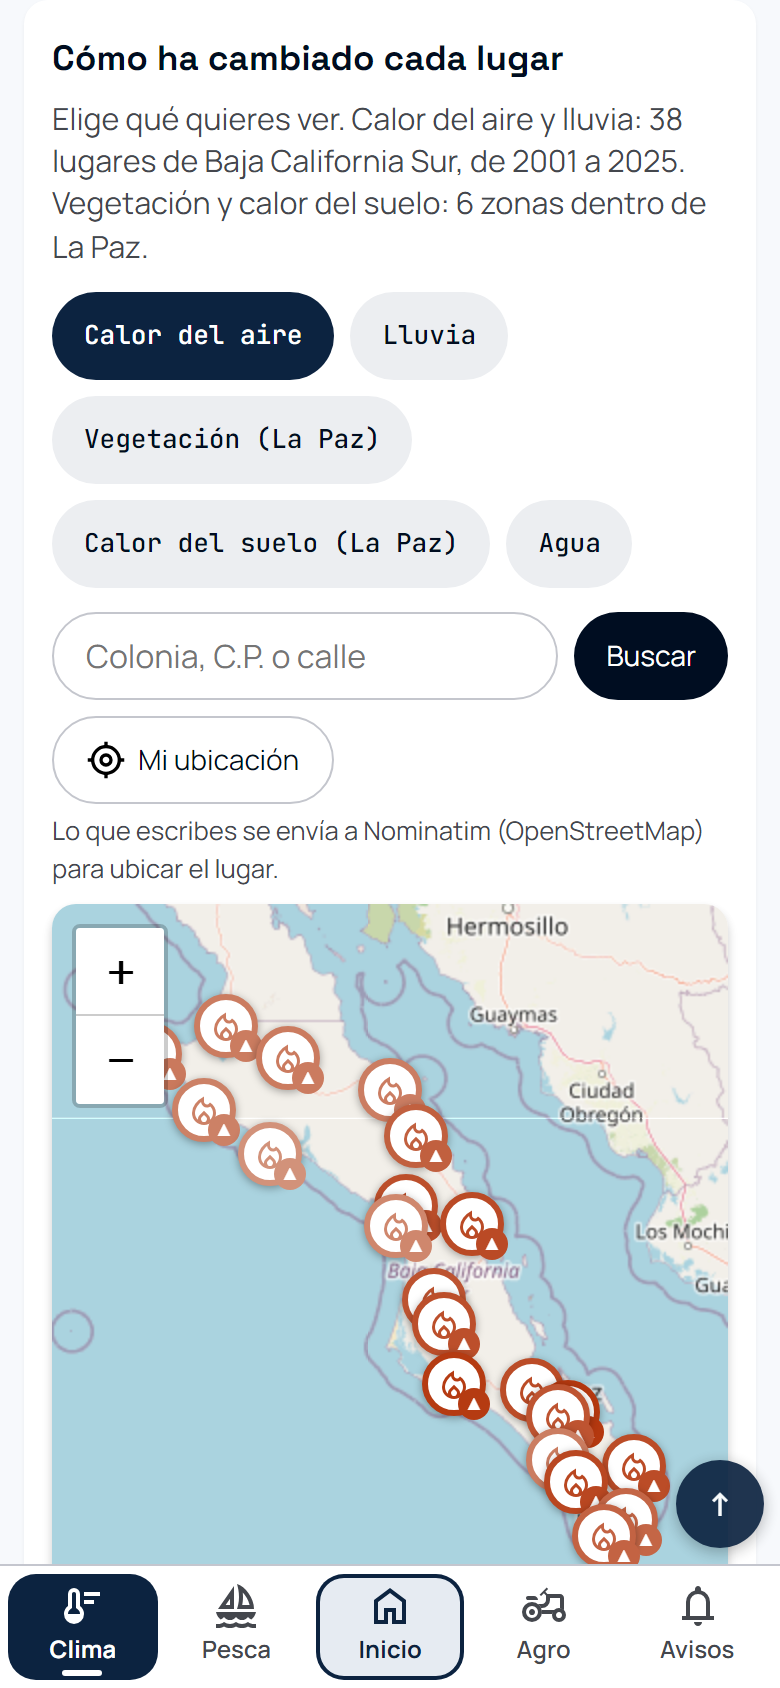 Cómo ha cambiado cada lugar
Elige qué quieres ver. Calor del aire y lluvia: 38
lugares de Baja California Sur, de 2001 a 2025.
Vegetación y calor del suelo: 6 zonas dentro de
La Paz.
Calor del aire
Lluvia
Vegetación (La Paz)
Calor del suelo (La Paz)
Agua
Colonia, C.P. o calle
Buscar
Mi ubicación
Lo que escribes se envía a Nominatim (OpenStreetMap)
para ubicar el lugar.
Hermosillo
+
Guaymas
−
Ciudad
Obregón
Los Mochi
Baja California
Gua
z
↑
Clima
Pesca
Inicio
Agro
Avisos